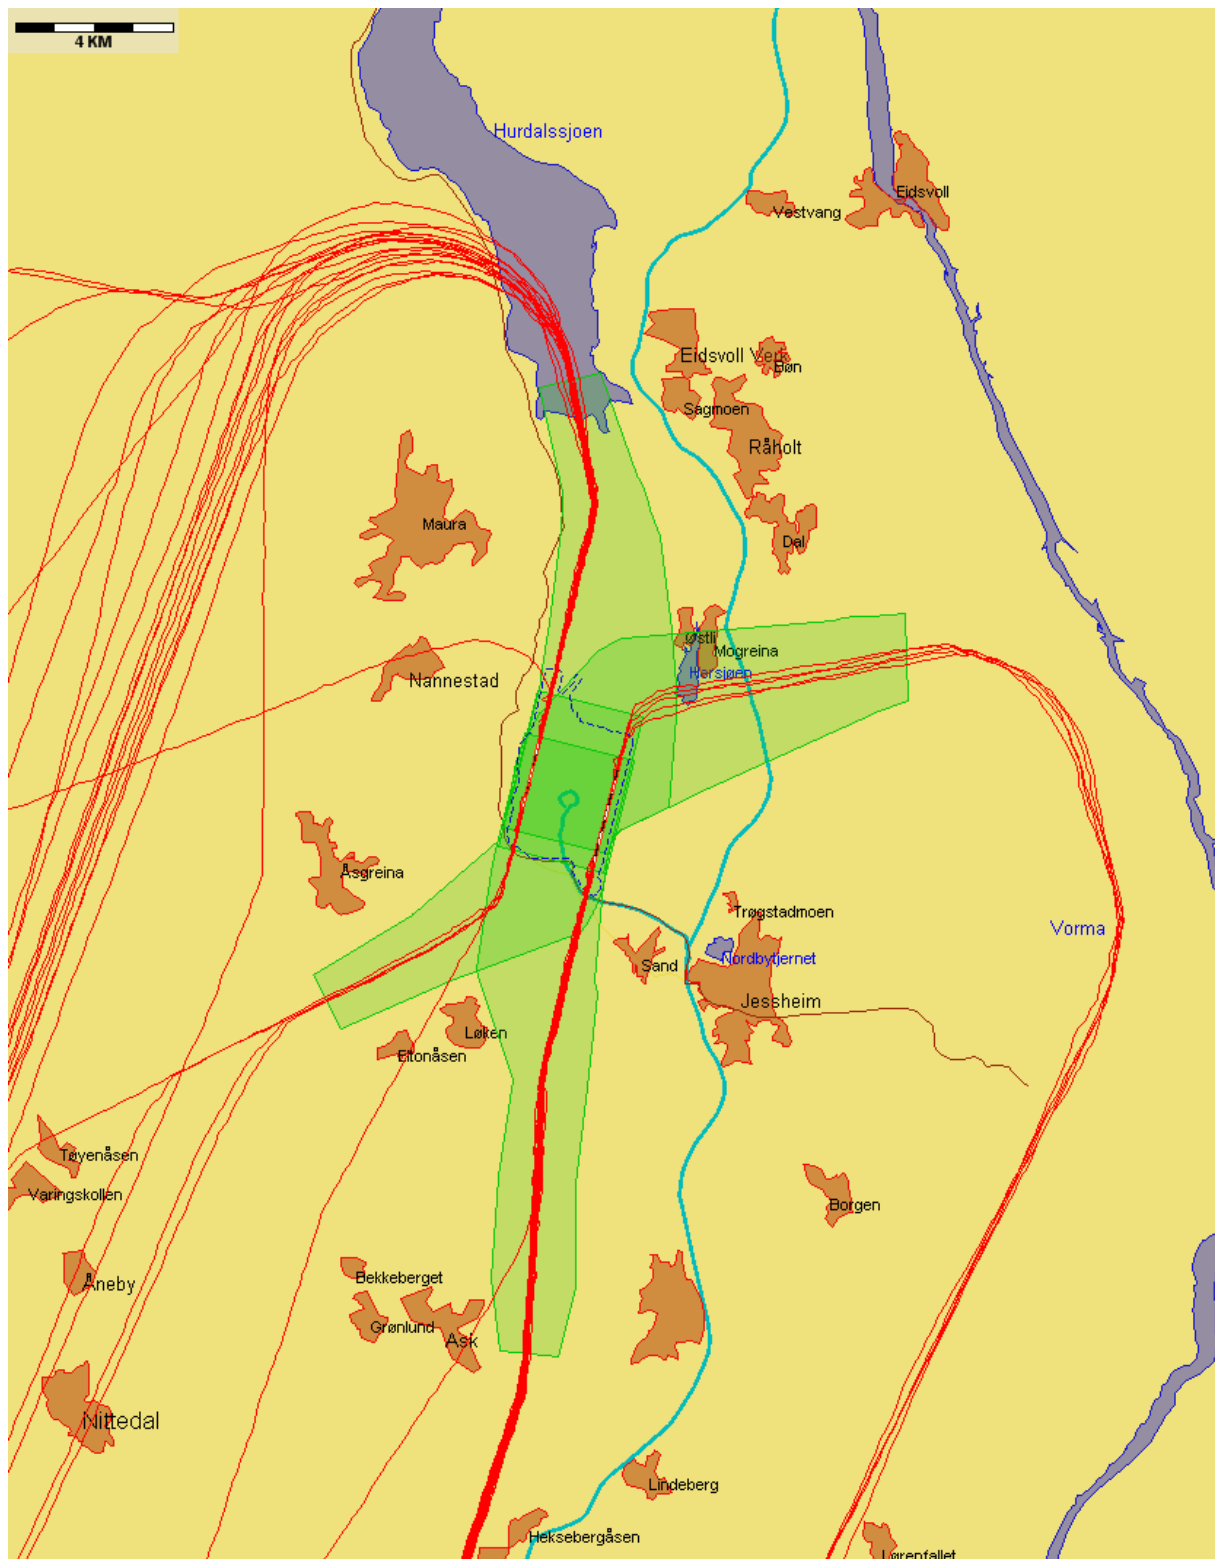 4 KM
Hurdalssjoen
Eidsvoll
Vestvang
Eidsvoll Verk
Bøn
Sagmoen
Råholt
Maura
Dal
Østli
Mogreina
Hersjøen
Nannestad
Åsgreina
Trøgstadmoen
Vorma
Nordbytjernet
Sand
Jessheim
Løken
Eltonåsen
Tøyenåsen
Varingskollen
Borgen
Bekkeberget
Åneby
Grønlund
Ask
Nittedal
Lindeberg
Heksebergåsen
Lørenfallet